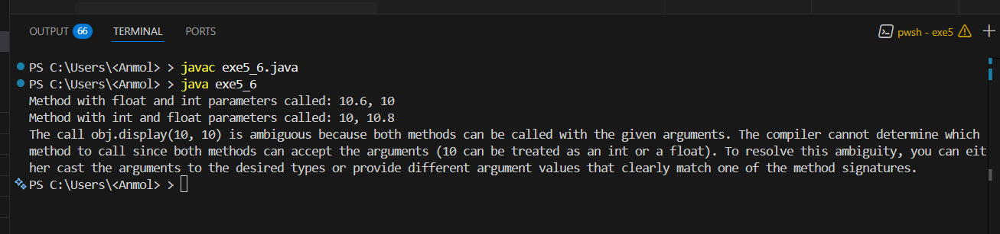 OUTPUT 66 TERMINAL PORTS pwsh - exe5
PS C:\Users\<Anmol> > javac exe5_6.java
PS C:\Users\<Anmol> > java exe5_6
Method with float and int parameters called: 10.6, 10
Method with int and float parameters called: 10, 10.8
The call obj.display(10, 10) is ambiguous because both methods can be called with the given arguments. The compiler cannot determine which
method to call since both methods can accept the arguments (10 can be treated as an int or a float). To resolve this ambiguity, you can eit
her cast the arguments to the desired types or provide different argument values that clearly match one of the method signatures.
PS C:\Users\<Anmol> >